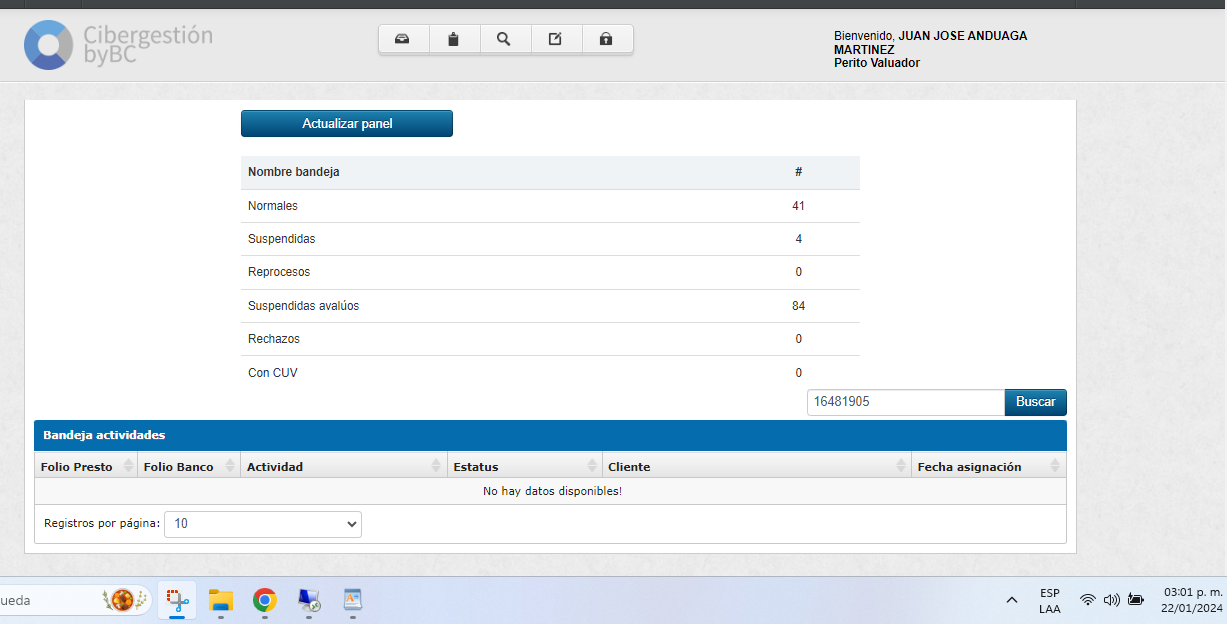 Cibergestión
byBC
Bienvenido, JUAN JOSE ANDUAGA
MARTINEZ
Perito Valuador
Actualizar panel
Nombre bandeja #
Normales 41
Suspendidas 4
Reprocesos 0
Suspendidas avalúos 84
Rechazos 0
Con CUV 0
16481905 Buscar
Bandeja actividades
Folio Presto Folio Banco Actividad Estatus Cliente Fecha asignación
No hay datos disponibles!
Registros por página: 10
ueda
ESP
LAA
03:01 p. m.
22/01/2024